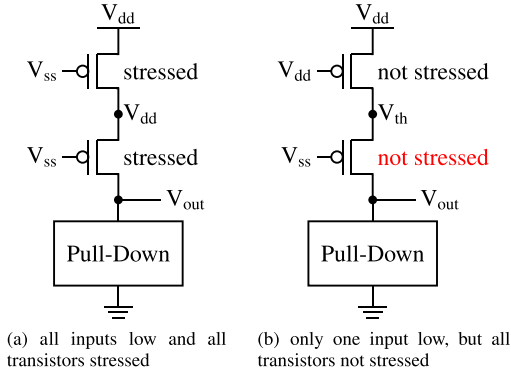 Vdd
Vss stressed
Vdd
Vss stressed
Vout
Pull-Down
(a) all inputs low and all
transistors stressed
Vdd
Vdd not stressed
Vth
Vss not stressed
Vout
Pull-Down
(b) only one input low, but all
transistors not stressed